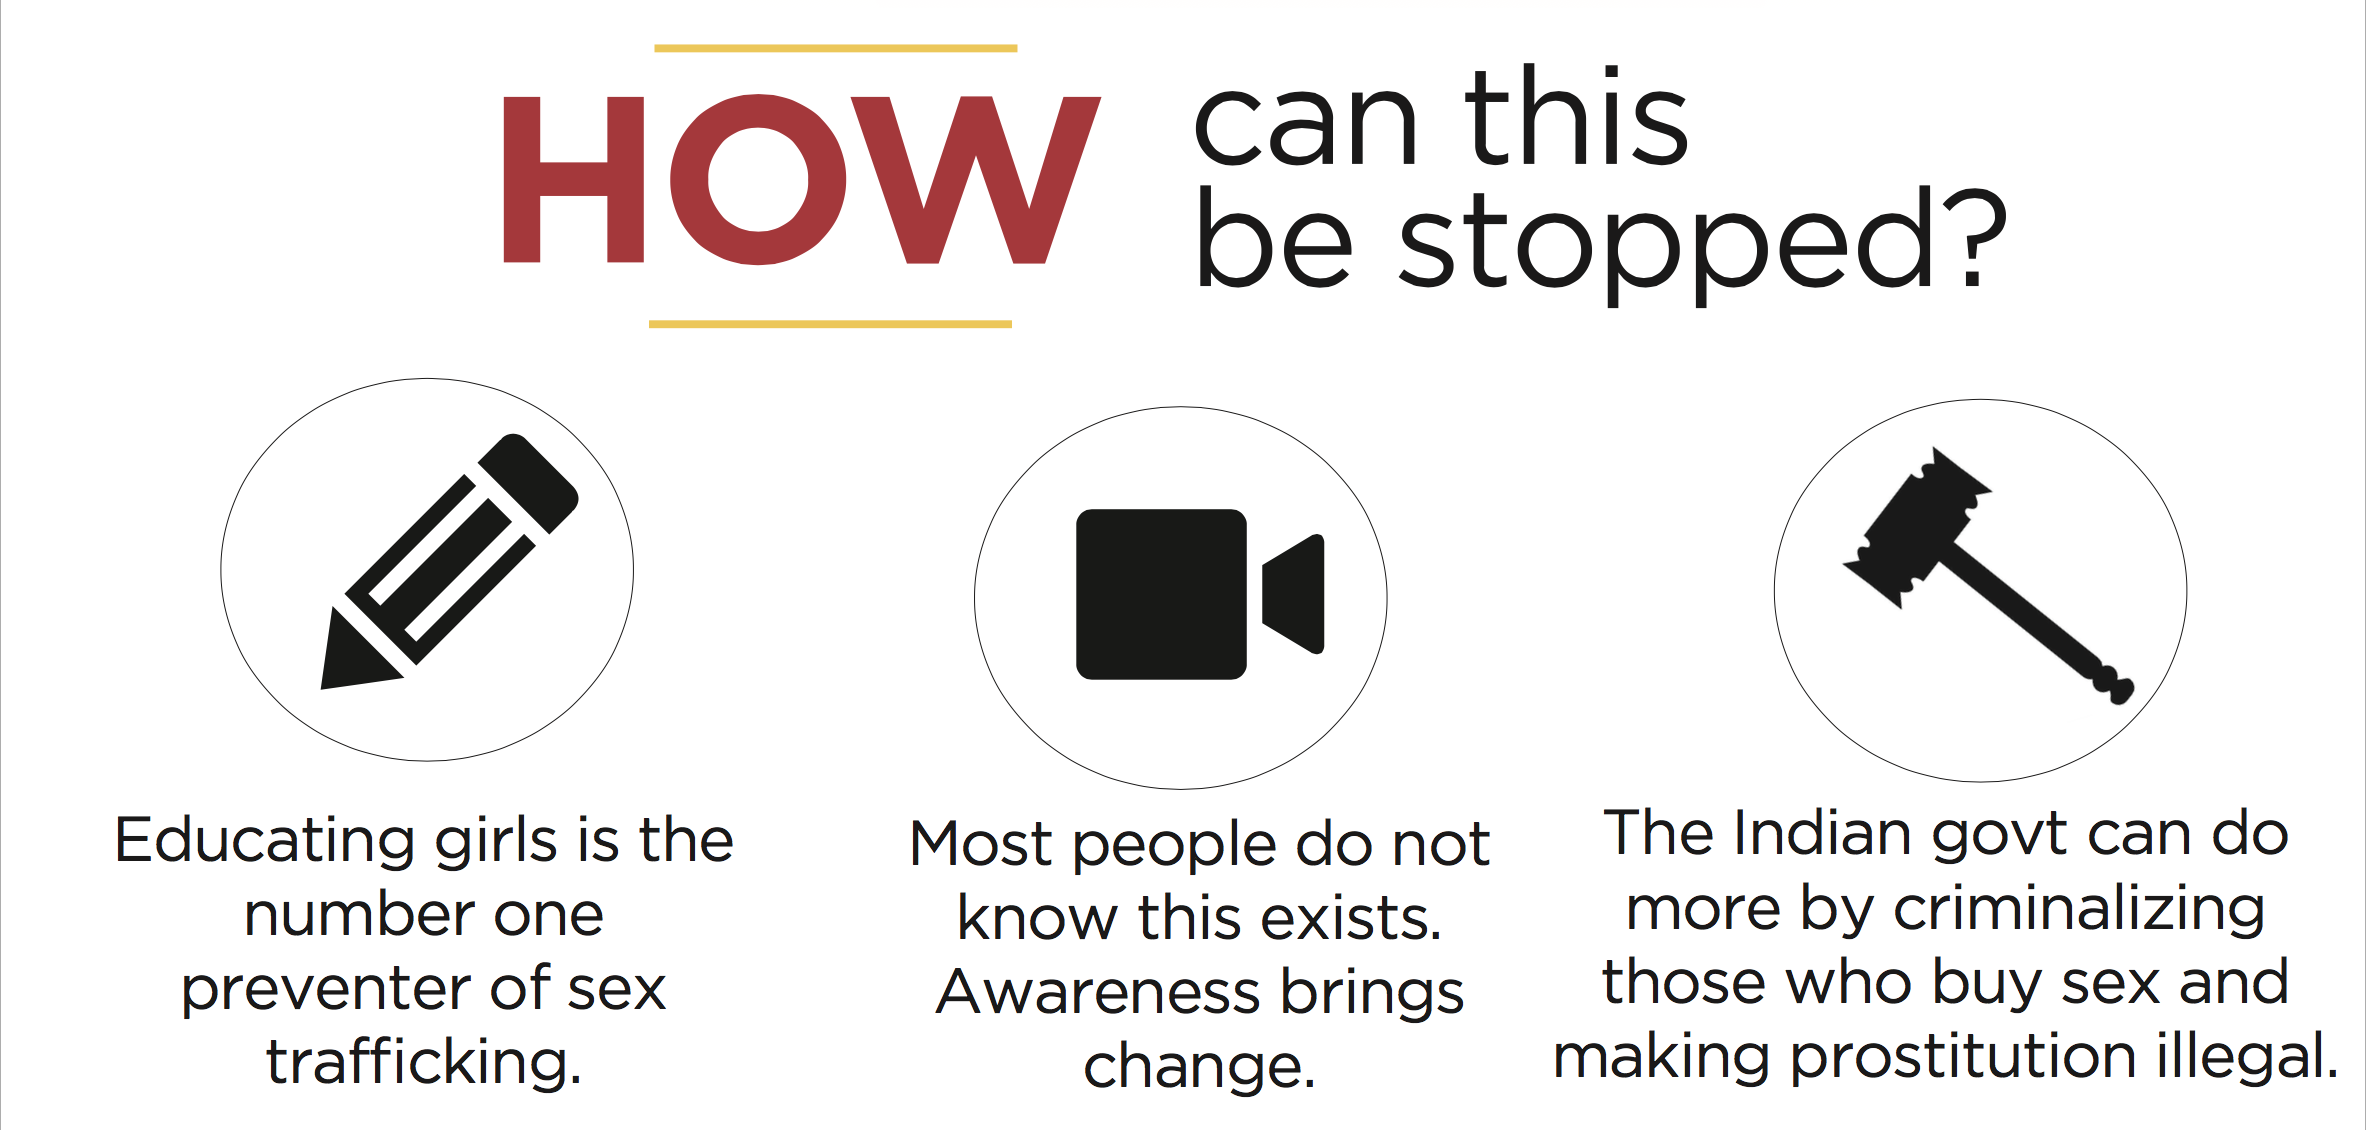 HOW
can this
be stopped?
Educating girls is the
number one
preventer of sex
trafficking.
Most people do not
know this exists.
Awareness brings
change.
The Indian govt can do
more by criminalizing
those who buy sex and
making prostitution illegal.